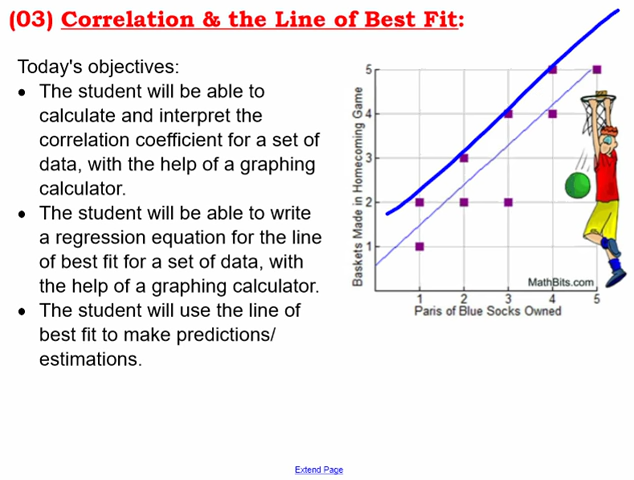 (03) Correlation & the Line of Best Fit:
Today's objectives:
• The student will be able to
calculate and interpret the
correlation coefficient for a set of
data, with the help of a graphing
calculator.
• The student will be able to write
a regression equation for the line
of best fit for a set of data, with
the help of a graphing calculator.
• The student will use the line of
best fit to make predictions/
estimations.
Baskets Made in Homecoming Game
5
4
3
2
1
MathBits.com
1 2 3 4 5
Paris of Blue Socks Owned
Extend Page